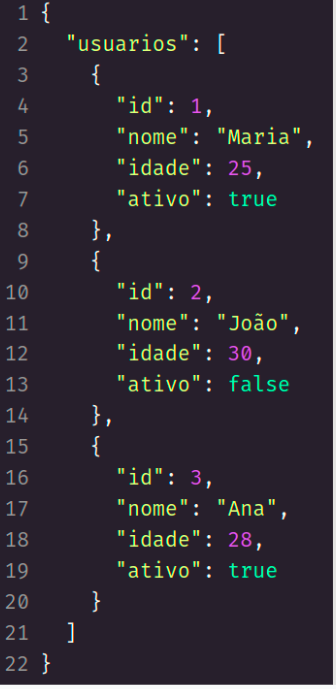 1 {
2   "usuarios": [
3     {
4       "id": 1,
5       "nome": "Maria",
6       "idade": 25,
7       "ativo": true
8     },
9     {
10       "id": 2,
11       "nome": "João",
12       "idade": 30,
13       "ativo": false
14     },
15     {
16       "id": 3,
17       "nome": "Ana",
18       "idade": 28,
19       "ativo": true
20     }
21   ]
22 }